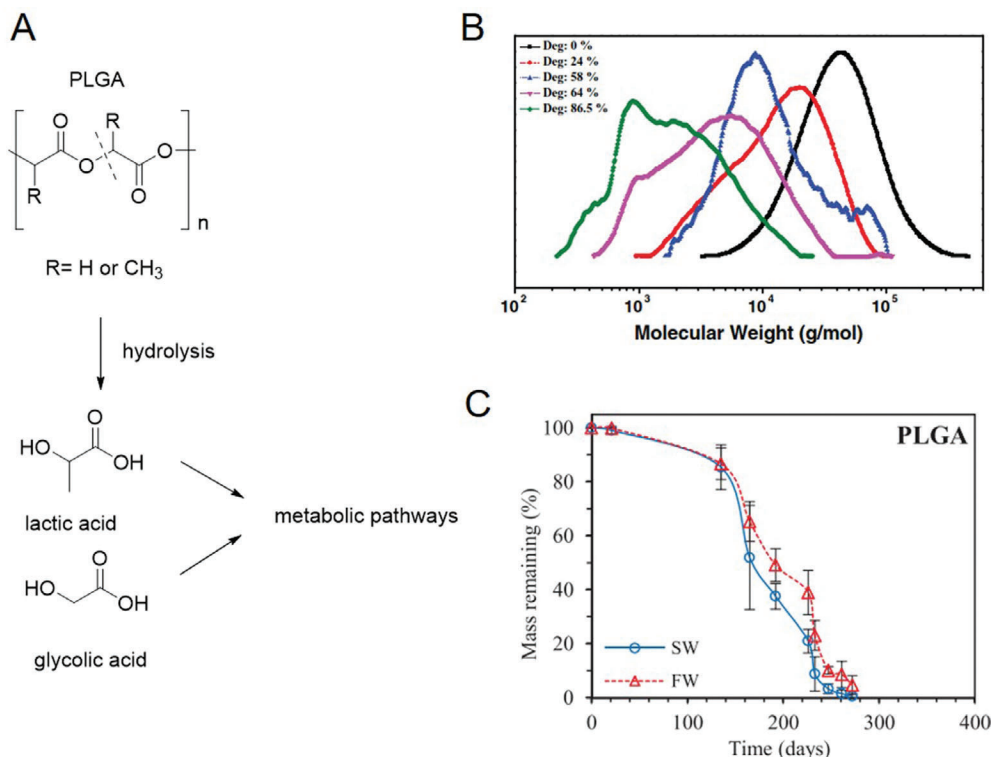 A
PLGA
O
R
O
R
O
O
n
R= H or CH3
hydrolysis
HO
O
OH
lactic acid
HO
O
OH
glycolic acid
metabolic pathways
B
Deg: 0 %
Deg: 24 %
Deg: 58 %
Deg: 64 %
Deg: 86.5 %
10^2 10^3 10^4 10^5
Molecular Weight (g/mol)
C
PLGA
Mass remaining (%)
100
80
60
40
20
0
SW
FW
0 100 200 300 400
Time (days)